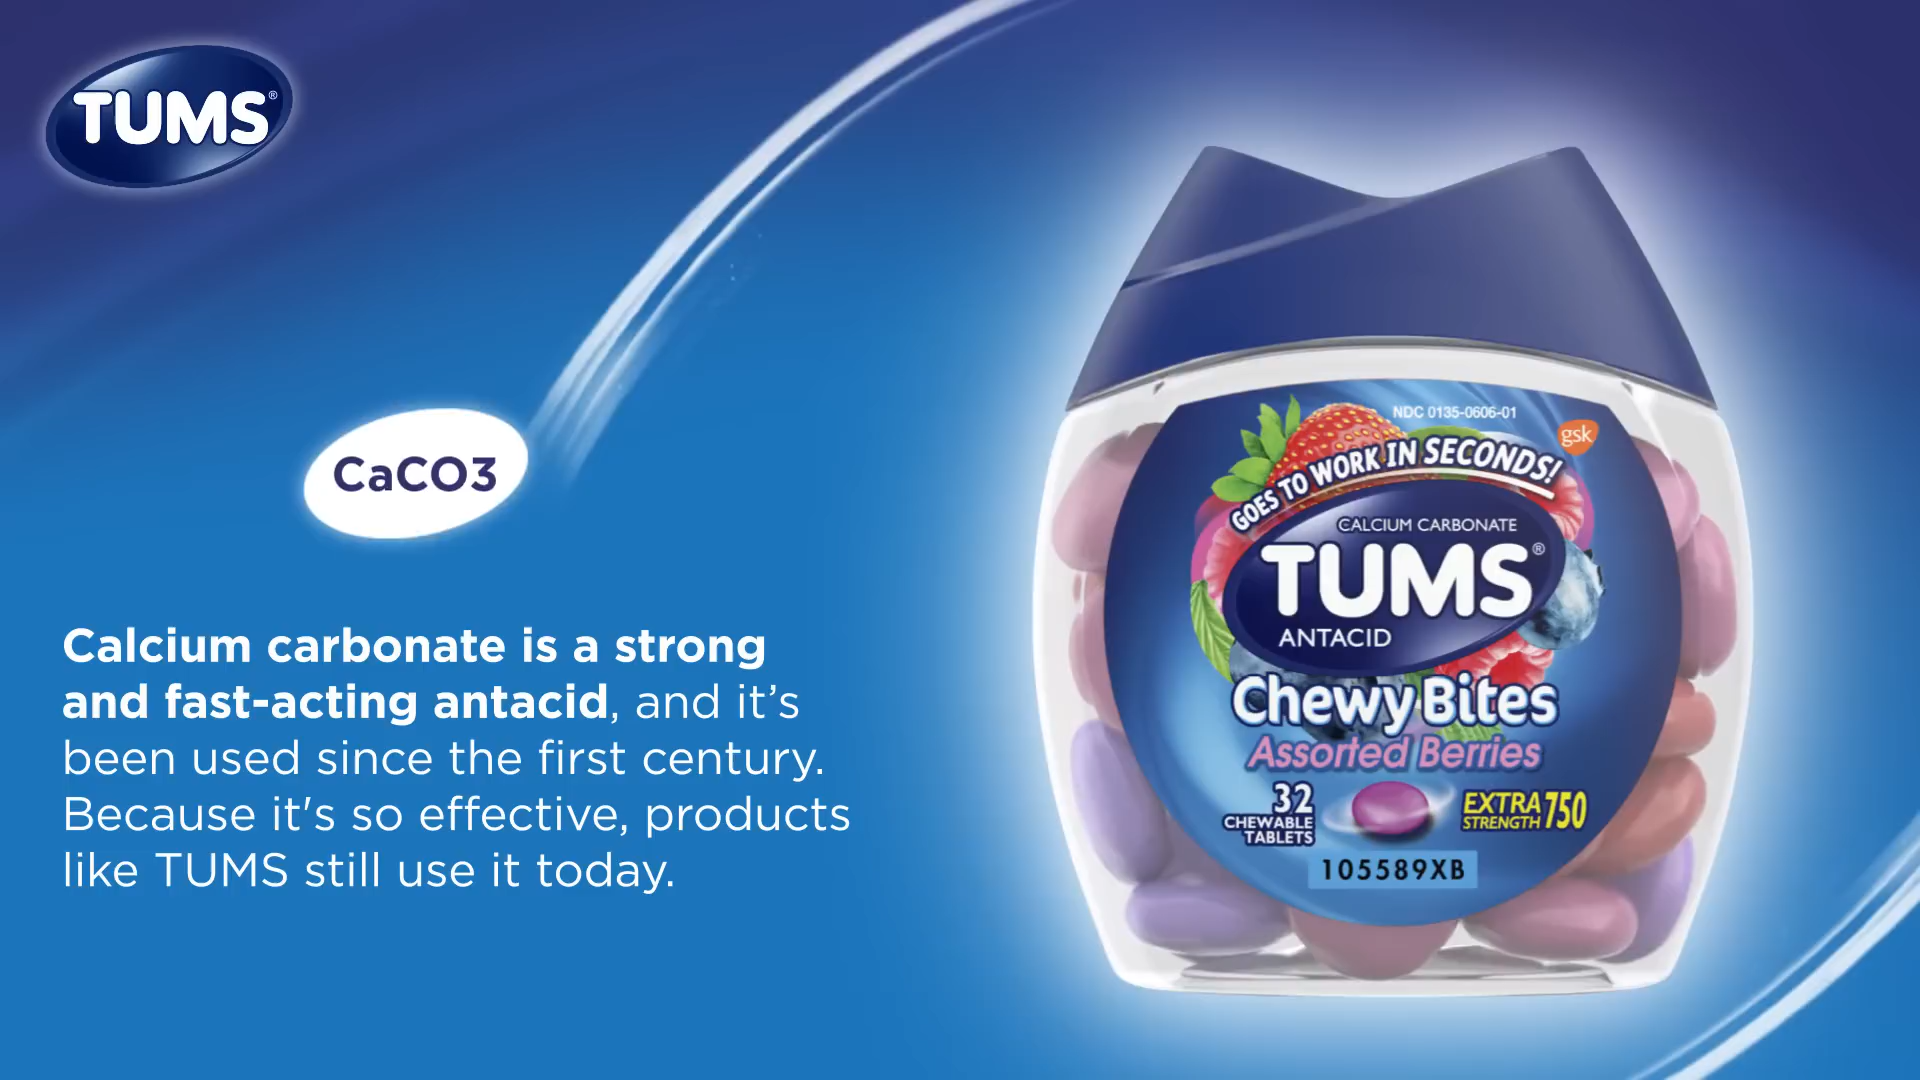 TUMS®
CaCO3
Calcium carbonate is a strong
and fast-acting antacid, and it’s
been used since the first century.
Because it's so effective, products
like TUMS still use it today.
NDC 0135-0606-01
gsk
GOES TO WORK IN SECONDS!
CALCIUM CARBONATE
TUMS®
ANTACID
Chewy Bites
Assorted Berries
32
CHEWABLE
TABLETS
EXTRA
STRENGTH 750
105589XB